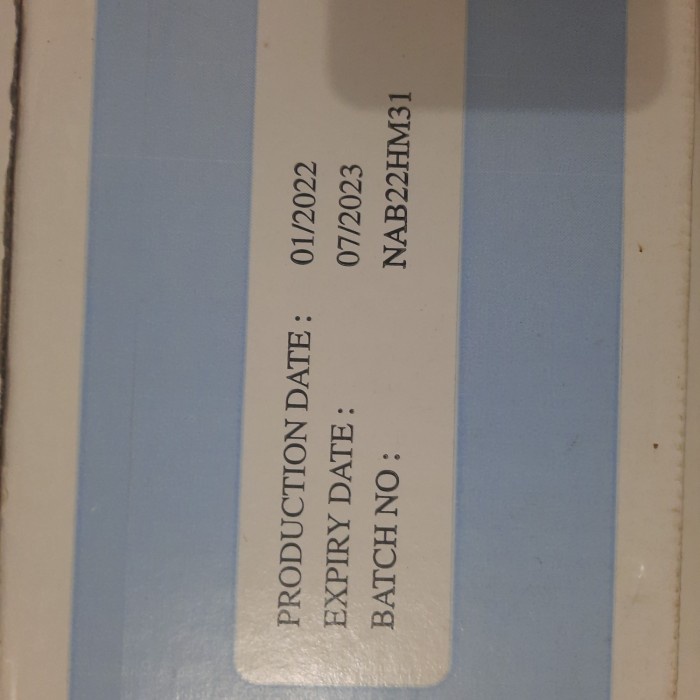 PRODUCTION DATE : 01/2022
EXPIRY DATE : 07/2023
BATCH NO : NAB22HM31